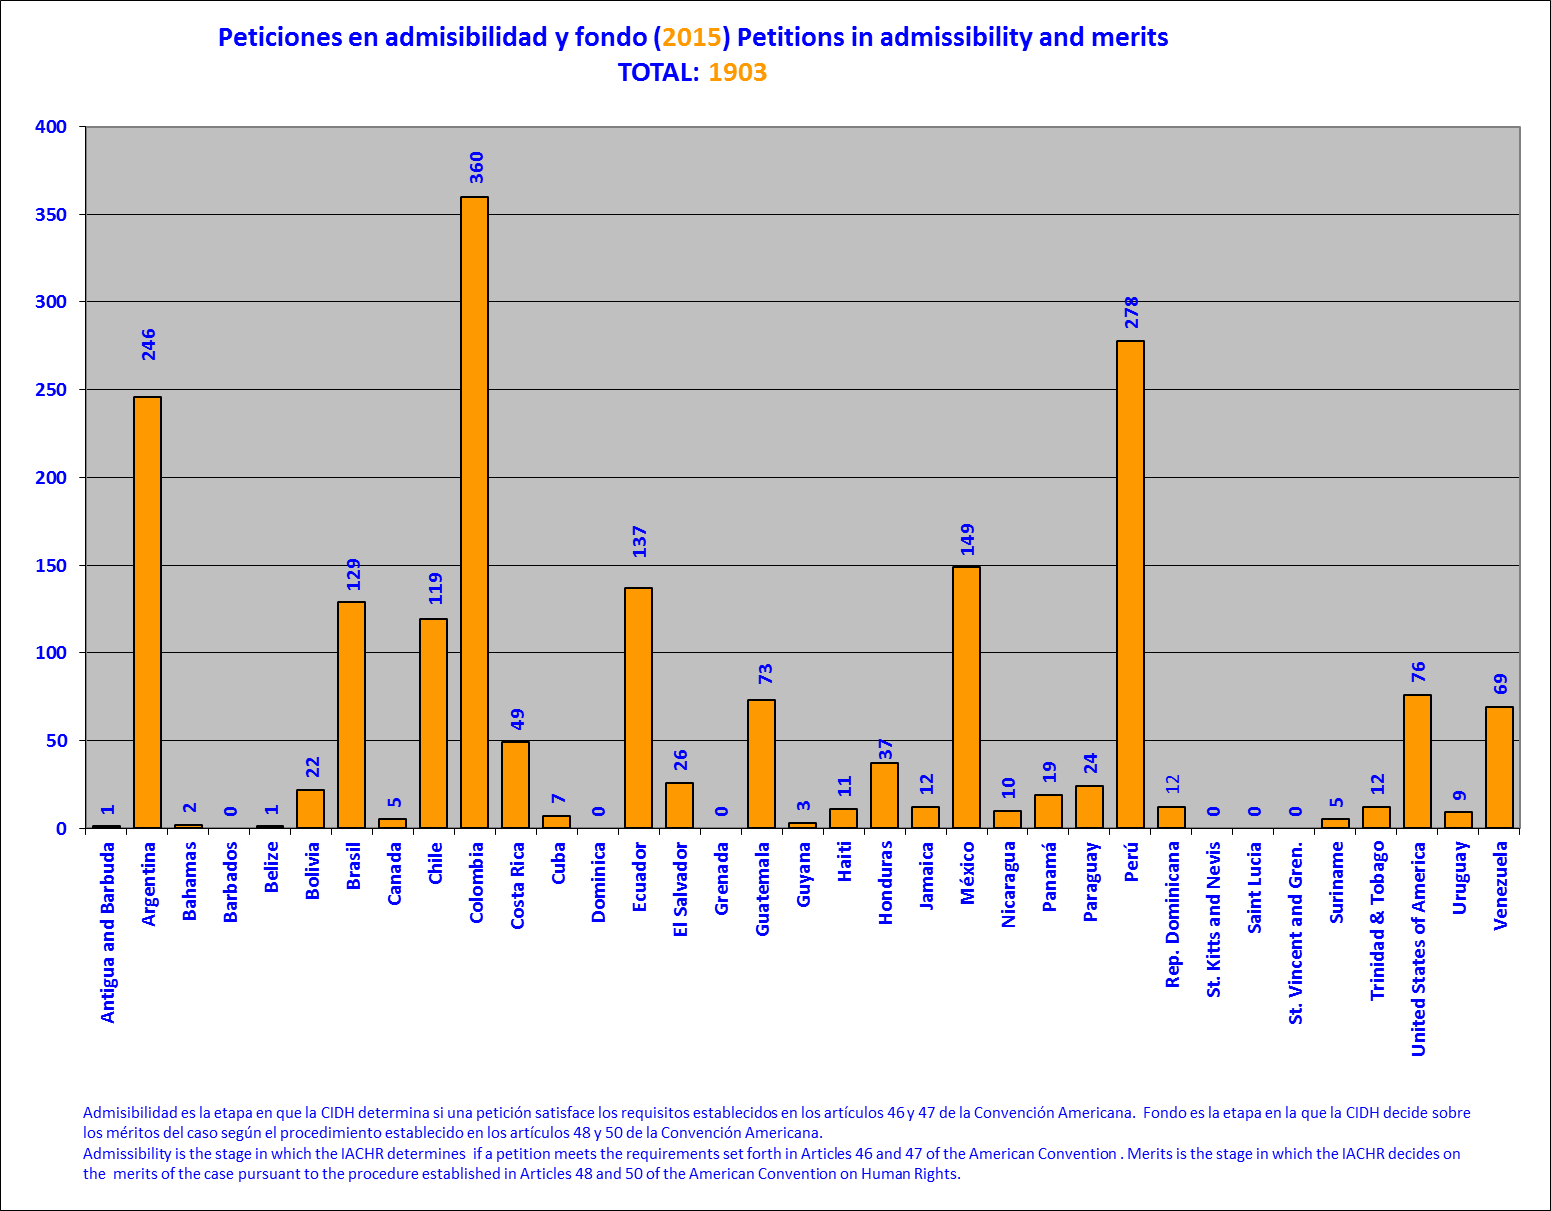 Peticiones en admisibilidad y fondo (2015) Petitions in admissibility and merits
TOTAL: 1903
400
350
300
250
200
150
100
50
0
1
246
2
0
1
22
129
5
119
360
49
7
0
137
26
0
73
3
11
37
12
149
10
19
24
278
12
0
0
0
5
12
76
9
69
Antigua and Barbuda
Argentina
Bahamas
Barbados
Belize
Bolivia
Brasil
Canada
Chile
Colombia
Costa Rica
Cuba
Dominica
Ecuador
El Salvador
Grenada
Guatemala
Guyana
Haiti
Honduras
Jamaica
México
Nicaragua
Panamá
Paraguay
Perú
Rep. Dominicana
St. Kitts and Nevis
Saint Lucia
St. Vincent and Gren.
Suriname
Trinidad & Tobago
United States of America
Uruguay
Venezuela
Admisibilidad es la etapa en que la CIDH determina si una petición satisface los requisitos establecidos en los artículos 46 y 47 de la Convención Americana. Fondo es la etapa en la que la CIDH decide sobre
los méritos del caso según el procedimiento establecido en los artículos 48 y 50 de la Convención Americana.
Admissibility is the stage in which the IACHR determines if a petition meets the requirements set forth in Articles 46 and 47 of the American Convention . Merits is the stage in which the IACHR decides on
the merits of the case pursuant to the procedure established in Articles 48 and 50 of the American Convention on Human Rights.